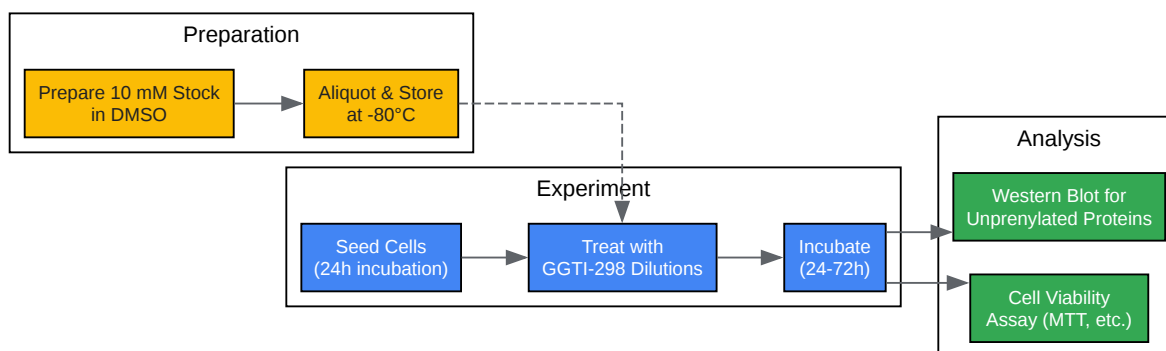 Preparation
Prepare 10 mM Stock
in DMSO
Aliquot & Store
at -80°C
Experiment
Seed Cells
(24h incubation)
Treat with
GGTI-298 Dilutions
Incubate
(24-72h)
Analysis
Western Blot for
Unprenylated Proteins
Cell Viability
Assay (MTT, etc.)